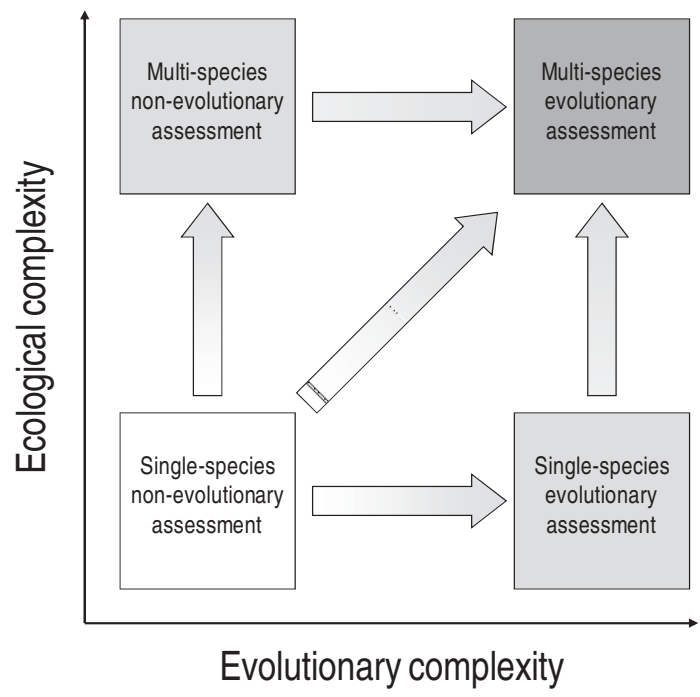 Multi-species
non-evolutionary
assessment
Multi-species
evolutionary
assessment
Ecological complexity
Single-species
non-evolutionary
assessment
Single-species
evolutionary
assessment
Evolutionary complexity